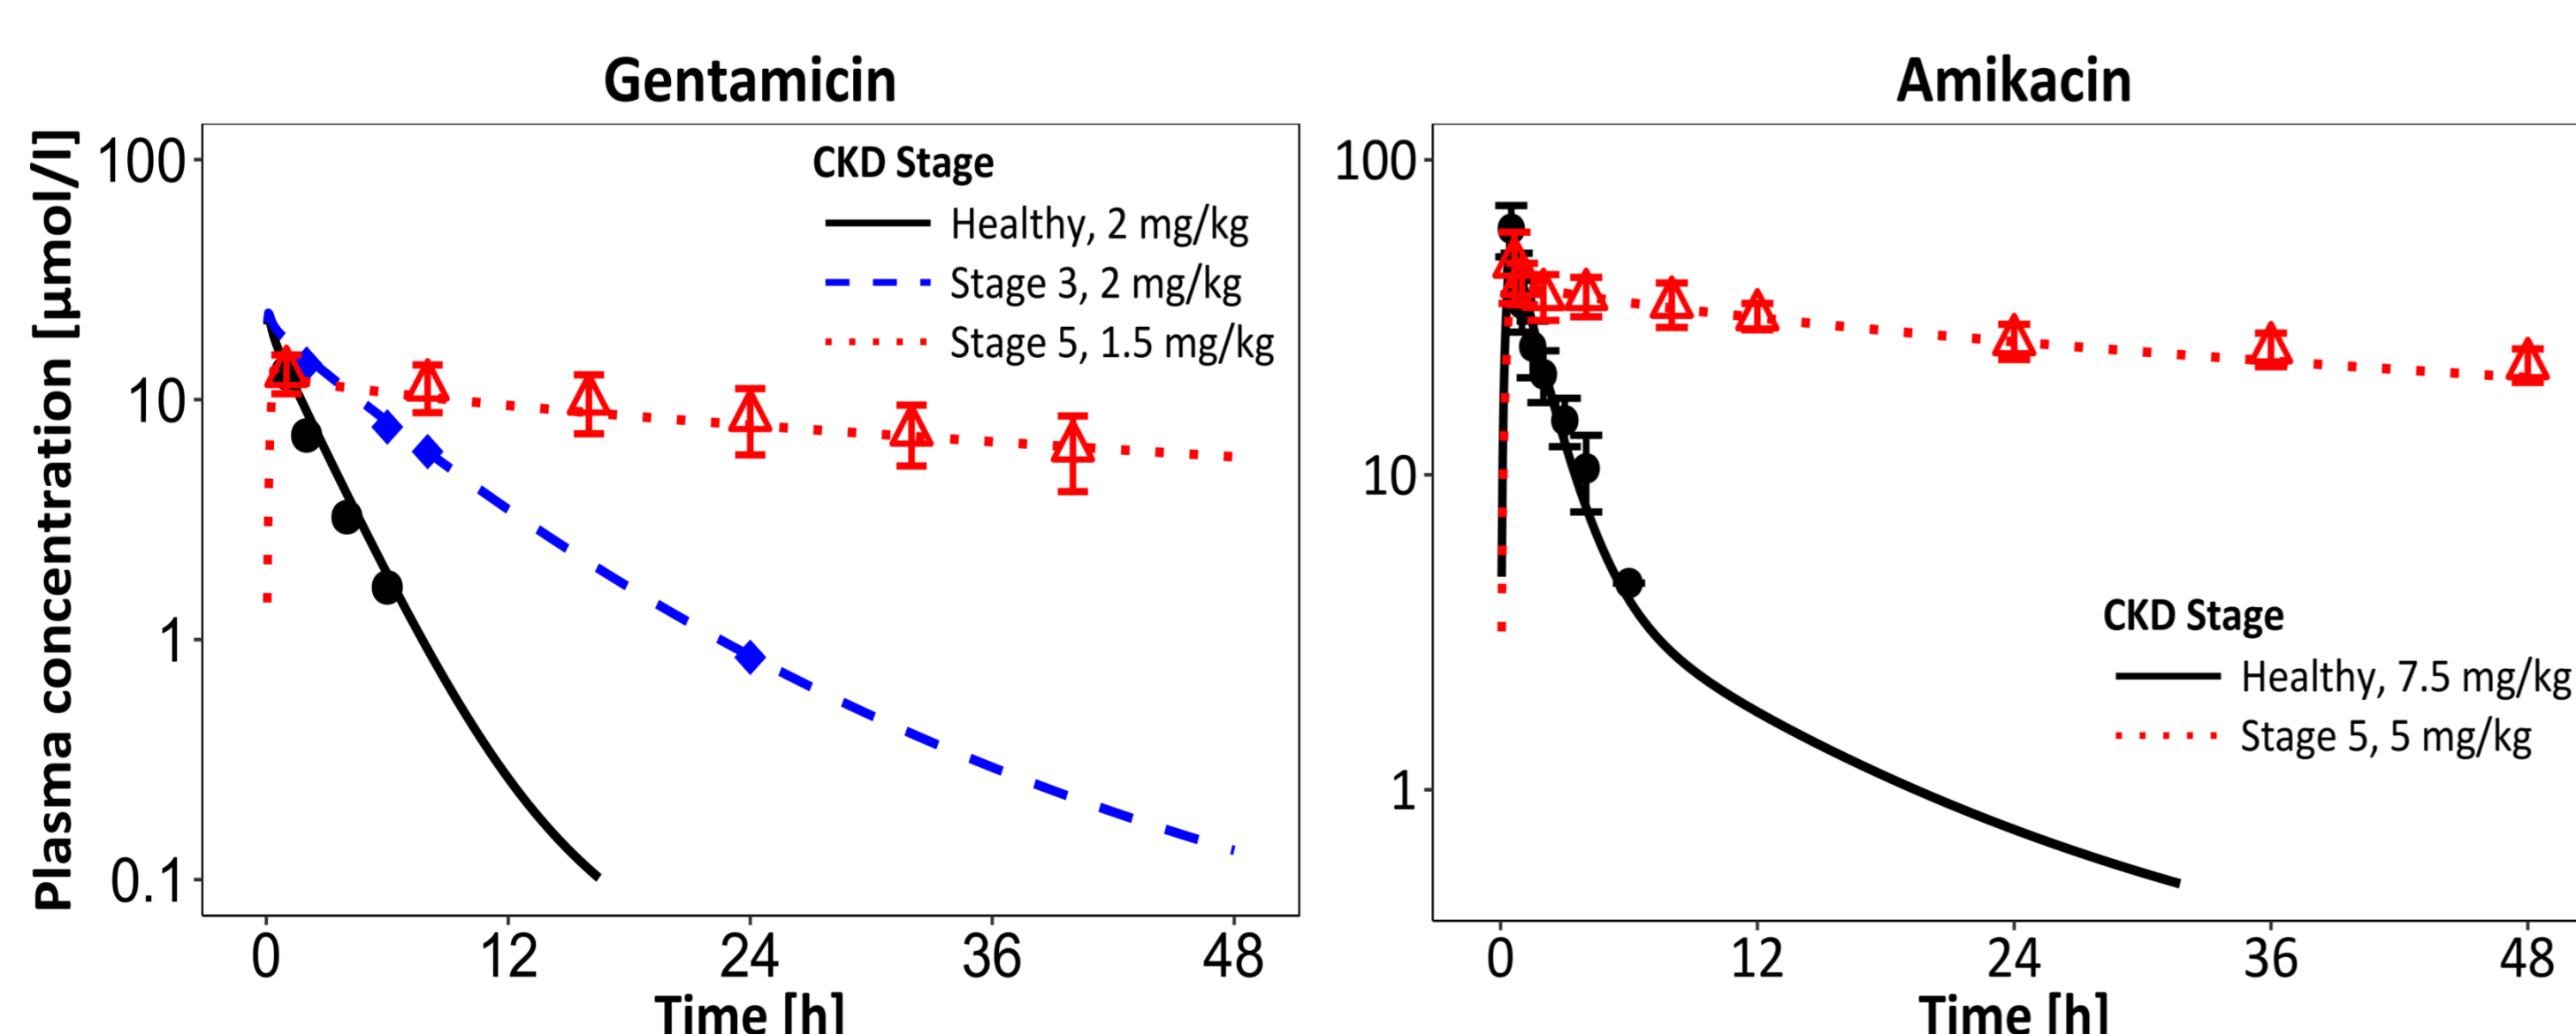 Gentamicin
Plasma concentration [µmol/l]
100
10
1
0.1
CKD Stage
Healthy, 2 mg/kg
Stage 3, 2 mg/kg
Stage 5, 1.5 mg/kg
0 12 24 36 48
Time [h]
Amikacin
100
10
1
CKD Stage
Healthy, 7.5 mg/kg
Stage 5, 5 mg/kg
0 12 24 36 48
Time [h]